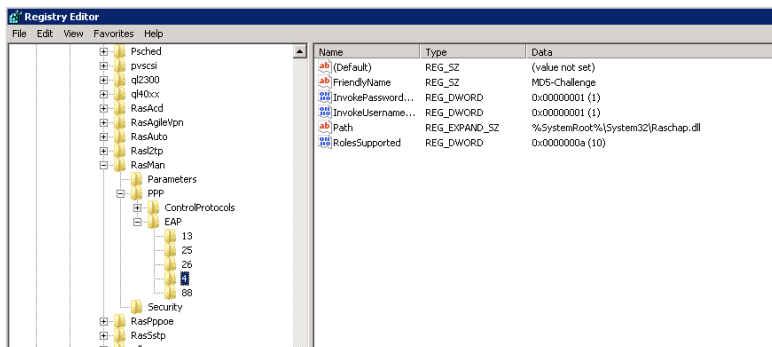 Registry Editor
File Edit View Favorites Help
Psched
pvscsi
ql2300
ql40xx
RasAcd
RasAgileVpn
RasAuto
Rasl2tp
RasMan
Parameters
PPP
ControlProtocols
EAP
13
25
26
4
88
Security
RasPppoe
RasSstp
Name Type Data
(Default) REG_SZ (value not set)
FriendlyName REG_SZ MD5-Challenge
InvokePassword... REG_DWORD 0x00000001 (1)
InvokeUsername... REG_DWORD 0x00000001 (1)
Path REG_EXPAND_SZ %SystemRoot%\System32\Raschap.dll
RolesSupported REG_DWORD 0x0000000a (10)